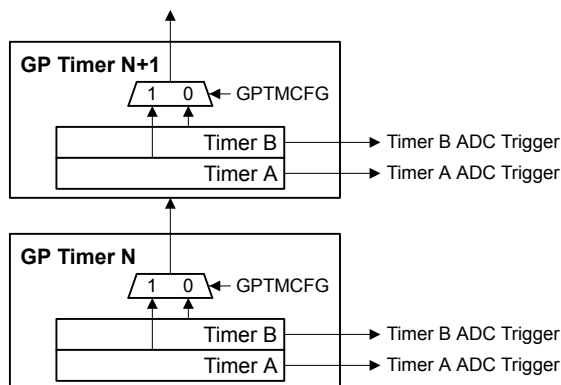 GP Timer N+1
1 0
GPTMCFG
Timer B
Timer B ADC Trigger
Timer A
Timer A ADC Trigger
GP Timer N
1 0
GPTMCFG
Timer B
Timer B ADC Trigger
Timer A
Timer A ADC Trigger